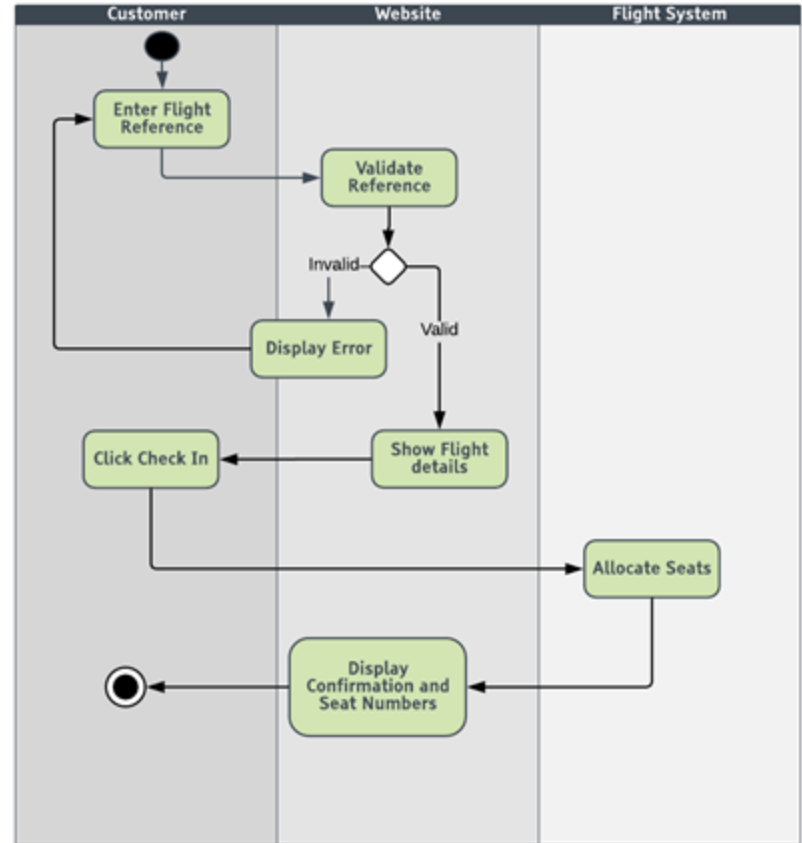 Customer
Website
Flight System
Enter Flight
Reference
Validate
Reference
Invalid
Valid
Display Error
Show Flight
details
Click Check In
Allocate Seats
Display
Confirmation and
Seat Numbers